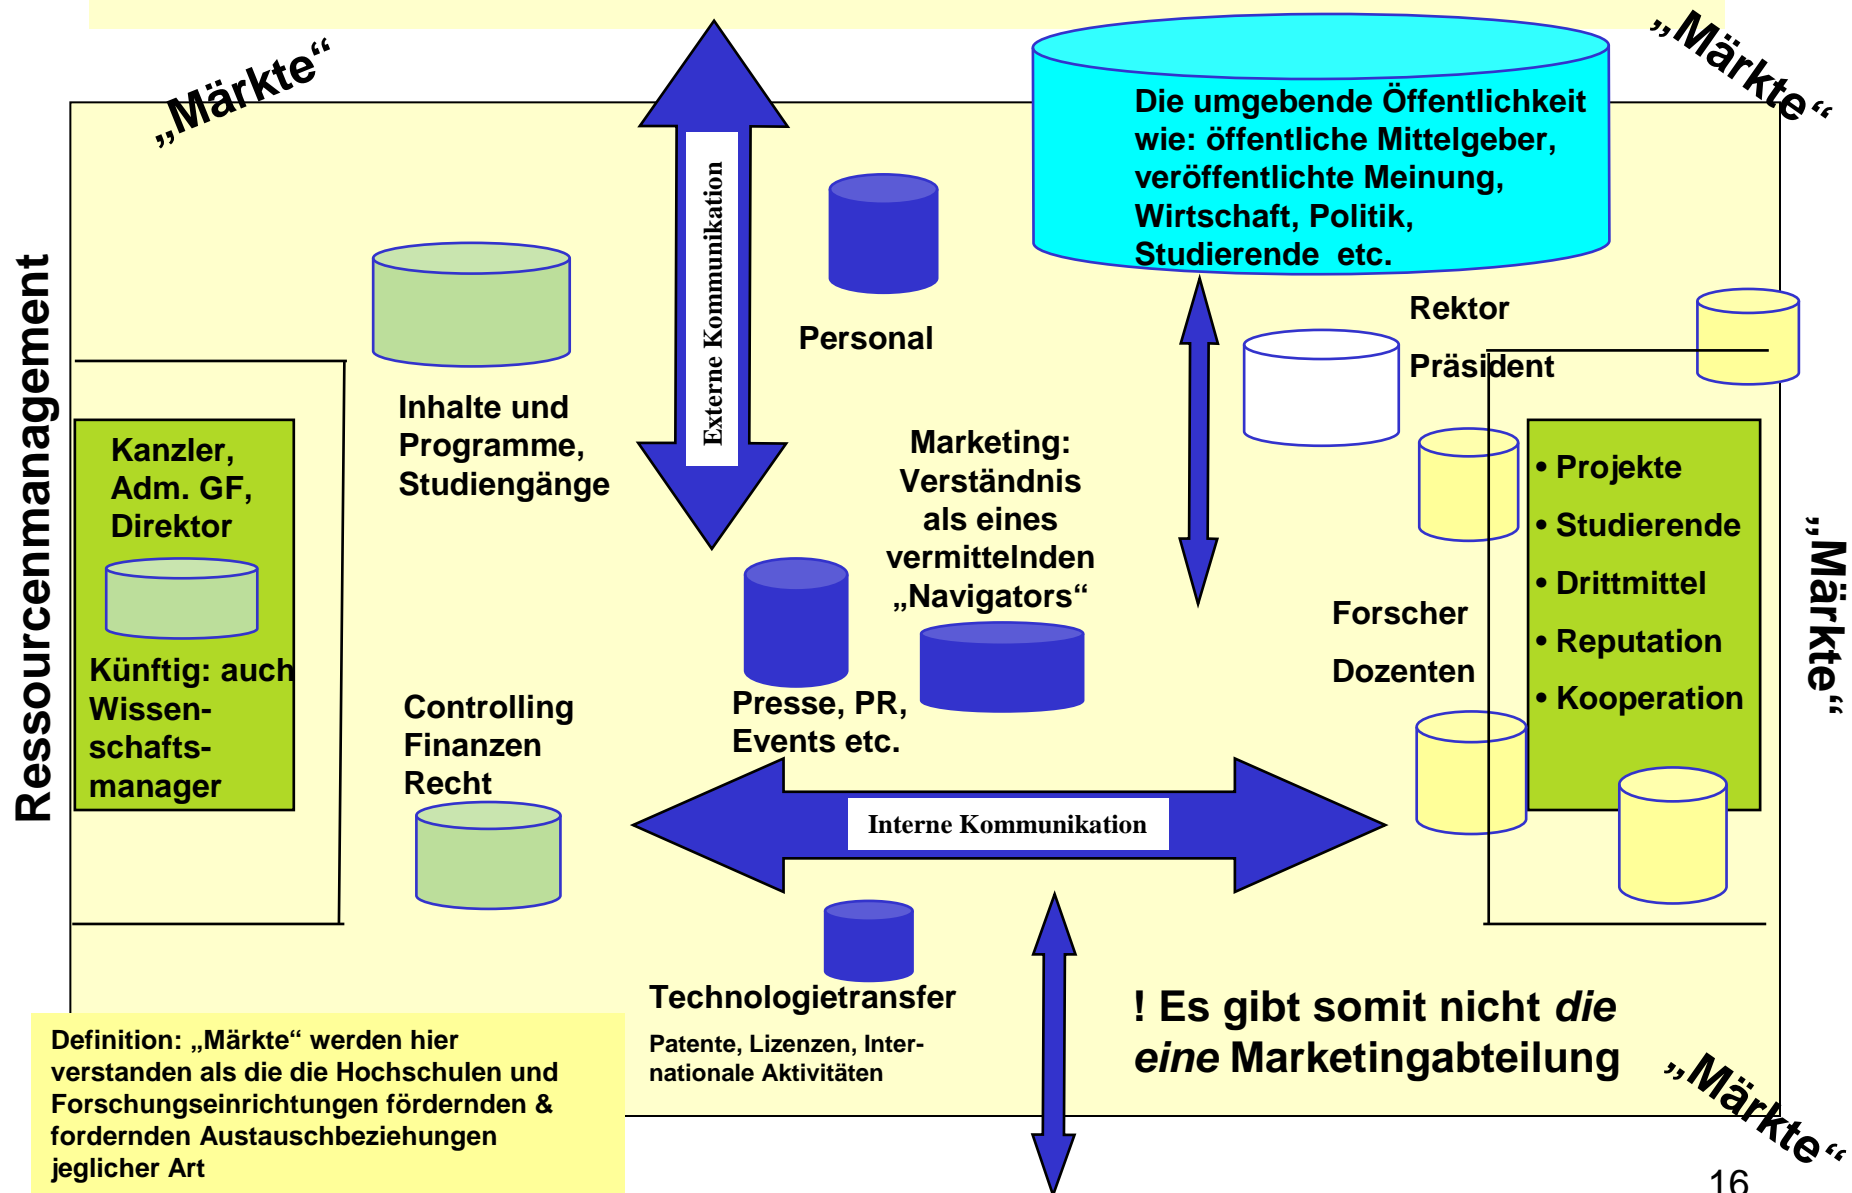 „Märkte“
„Märkte“
Die umgebende Öffentlichkeit
wie: öffentliche Mittelgeber,
veröffentlichte Meinung,
Wirtschaft, Politik,
Studierende etc.
Externe Kommunikation
Personal
Rektor
Präsident
Ressourcenmanagement
Inhalte und
Programme,
Studiengänge
Kanzler,
Adm. GF,
Direktor
Künftig: auch
Wissen-
schafts-
manager
Marketing:
Verständnis
als eines
vermittelnden
„Navigators“
• Projekte
• Studierende
• Drittmittel
• Reputation
• Kooperation
„Märkte“
Forscher
Dozenten
Controlling
Finanzen
Recht
Presse, PR,
Events etc.
Interne Kommunikation
Technologietransfer
Patente, Lizenzen, Inter-
nationale Aktivitäten
! Es gibt somit nicht die
eine Marketingabteilung
„Märkte“
Definition: „Märkte“ werden hier
verstanden als die die Hochschulen und
Forschungseinrichtungen fördernden &
fordernden Austauschbeziehungen
jeglicher Art
16